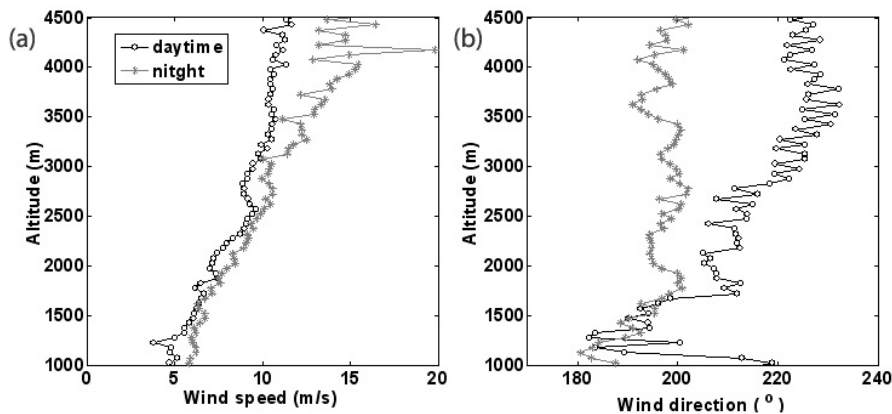 (a)
4500
4000
3500
3000
2500
2000
1500
1000
Altitude (m)
daytime
nitght
0 5 10 15 20
Wind speed (m/s)
(b)
4500
4000
3500
3000
2500
2000
1500
1000
Altitude (m)
180 200 220 240
Wind direction ( o )